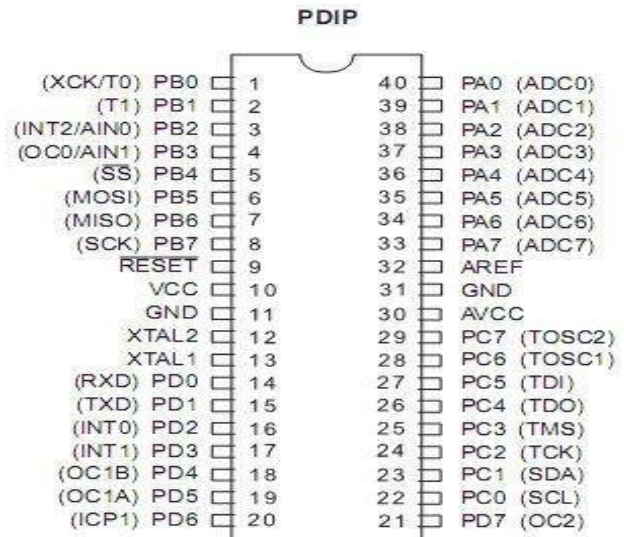 PDIP
(XCK/T0) PB0 1 40 PA0 (ADC0)
(T1) PB1 2 39 PA1 (ADC1)
(INT2/AIN0) PB2 3 38 PA2 (ADC2)
(OC0/AIN1) PB3 4 37 PA3 (ADC3)
(SS) PB4 5 36 PA4 (ADC4)
(MOSI) PB5 6 35 PA5 (ADC5)
(MISO) PB6 7 34 PA6 (ADC6)
(SCK) PB7 8 33 PA7 (ADC7)
RESET 9 32 AREF
VCC 10 31 GND
GND 11 30 AVCC
XTAL2 12 29 PC7 (TOSC2)
XTAL1 13 28 PC6 (TOSC1)
(RXD) PD0 14 27 PC5 (TDI)
(TXD) PD1 15 26 PC4 (TDO)
(INT0) PD2 16 25 PC3 (TMS)
(INT1) PD3 17 24 PC2 (TCK)
(OC1B) PD4 18 23 PC1 (SDA)
(OC1A) PD5 19 22 PC0 (SCL)
(ICP1) PD6 20 21 PD7 (OC2)